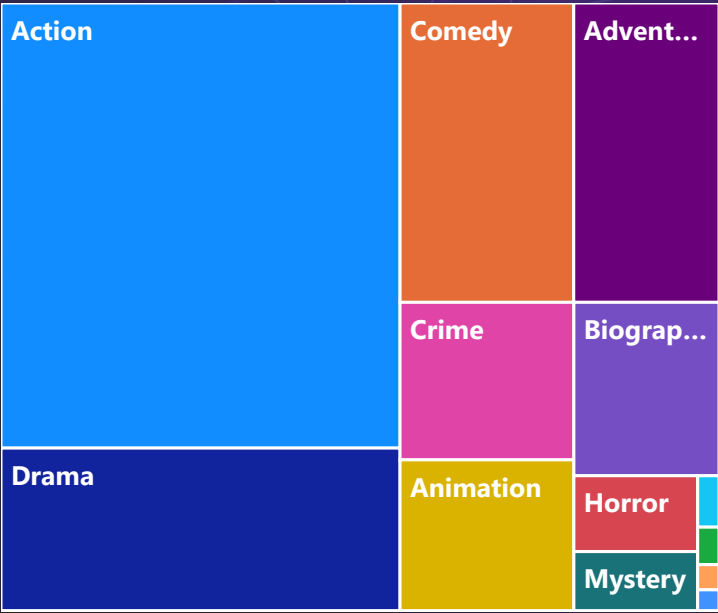 Action
Comedy
Advent...
Crime
Biograp...
Drama
Animation
Horror
Mystery